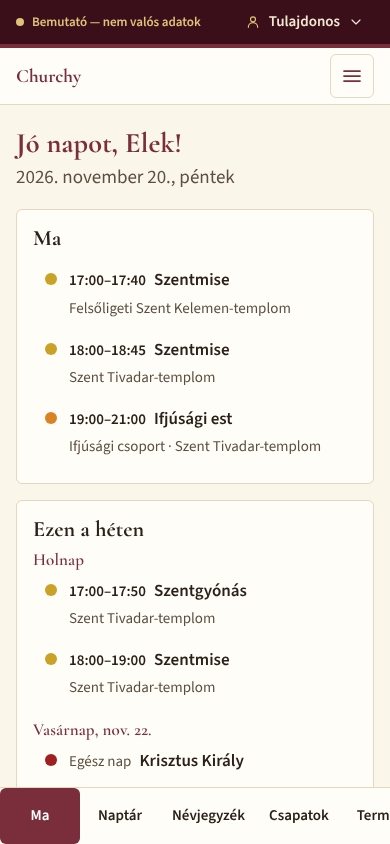 Bemutató — nem valós adatok
Tulajdonos
Churchy
Jó napot, Elek!
2026. november 20., péntek
Ma
17:00–17:40 Szentmise
Felsőligeti Szent Kelemen-templom
18:00–18:45 Szentmise
Szent Tivadar-templom
19:00–21:00 Ifjúsági est
Ifjúsági csoport · Szent Tivadar-templom
Ezen a héten
Holnap
17:00–17:50 Szentgyónás
Szent Tivadar-templom
18:00–19:00 Szentmise
Szent Tivadar-templom
Vasárnap, nov. 22.
Egész nap Krisztus Király
Ma Naptár Névjegyzék Csapatok Term